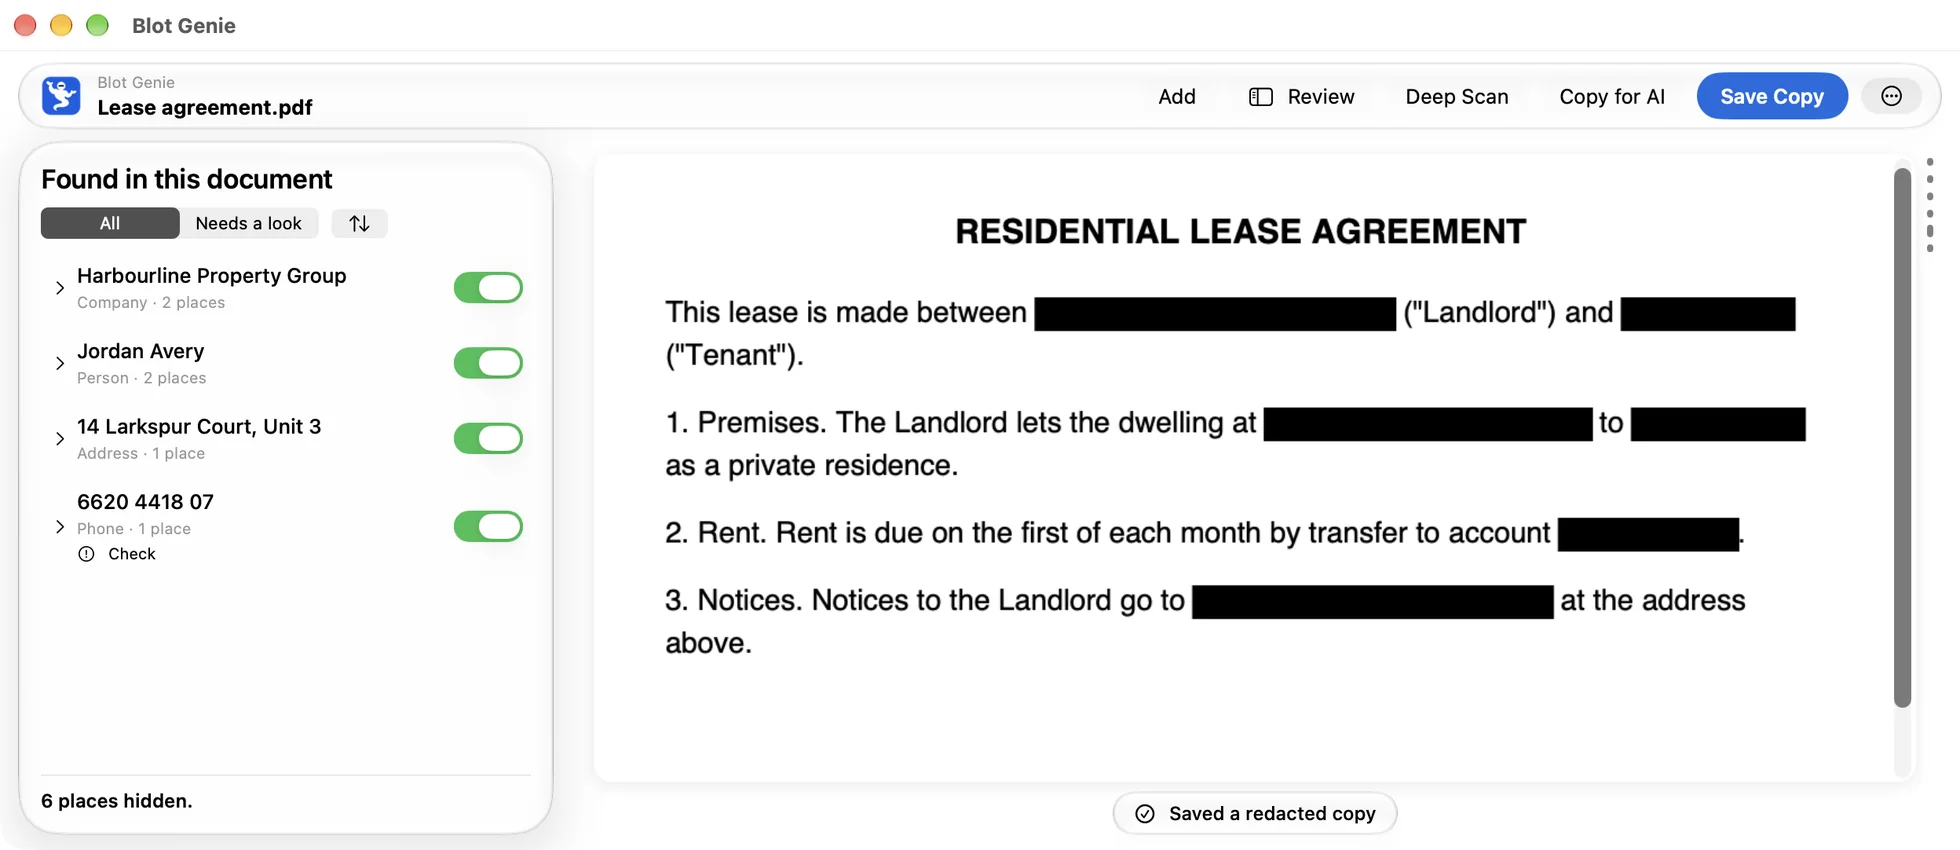 Blot Genie
Blot Genie
Lease agreement.pdf
Add
Review
Deep Scan
Copy for AI
Save Copy
Found in this document
All
Needs a look
Harbourline Property Group
Company · 2 places
Jordan Avery
Person · 2 places
14 Larkspur Court, Unit 3
Address · 1 place
6620 4418 07
Phone · 1 place
Check
6 places hidden.
RESIDENTIAL LEASE AGREEMENT
This lease is made between ("Landlord") and
("Tenant").
1. Premises. The Landlord lets the dwelling at to
as a private residence.
2. Rent. Rent is due on the first of each month by transfer to account .
3. Notices. Notices to the Landlord go to at the address
above.
Saved a redacted copy